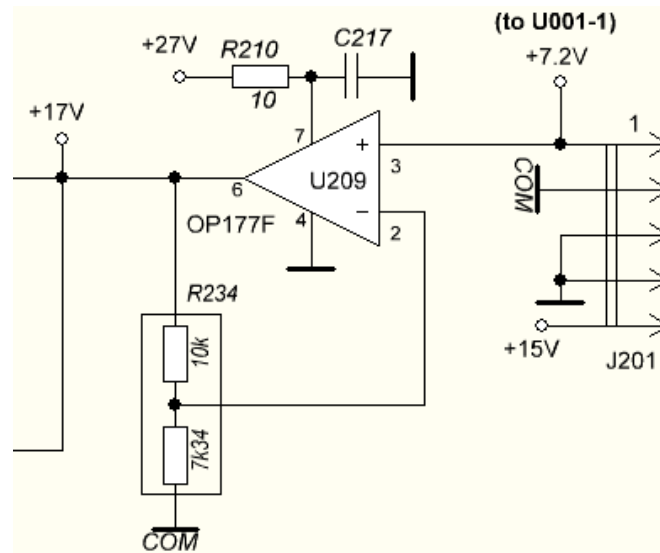 (to U001-1)
+27V
R210
C217
+7.2V
10
+17V
7
1
+
3
6
U209
COM
OP177F
4
−
2
R234
10k
+15V
J201
7k34
COM